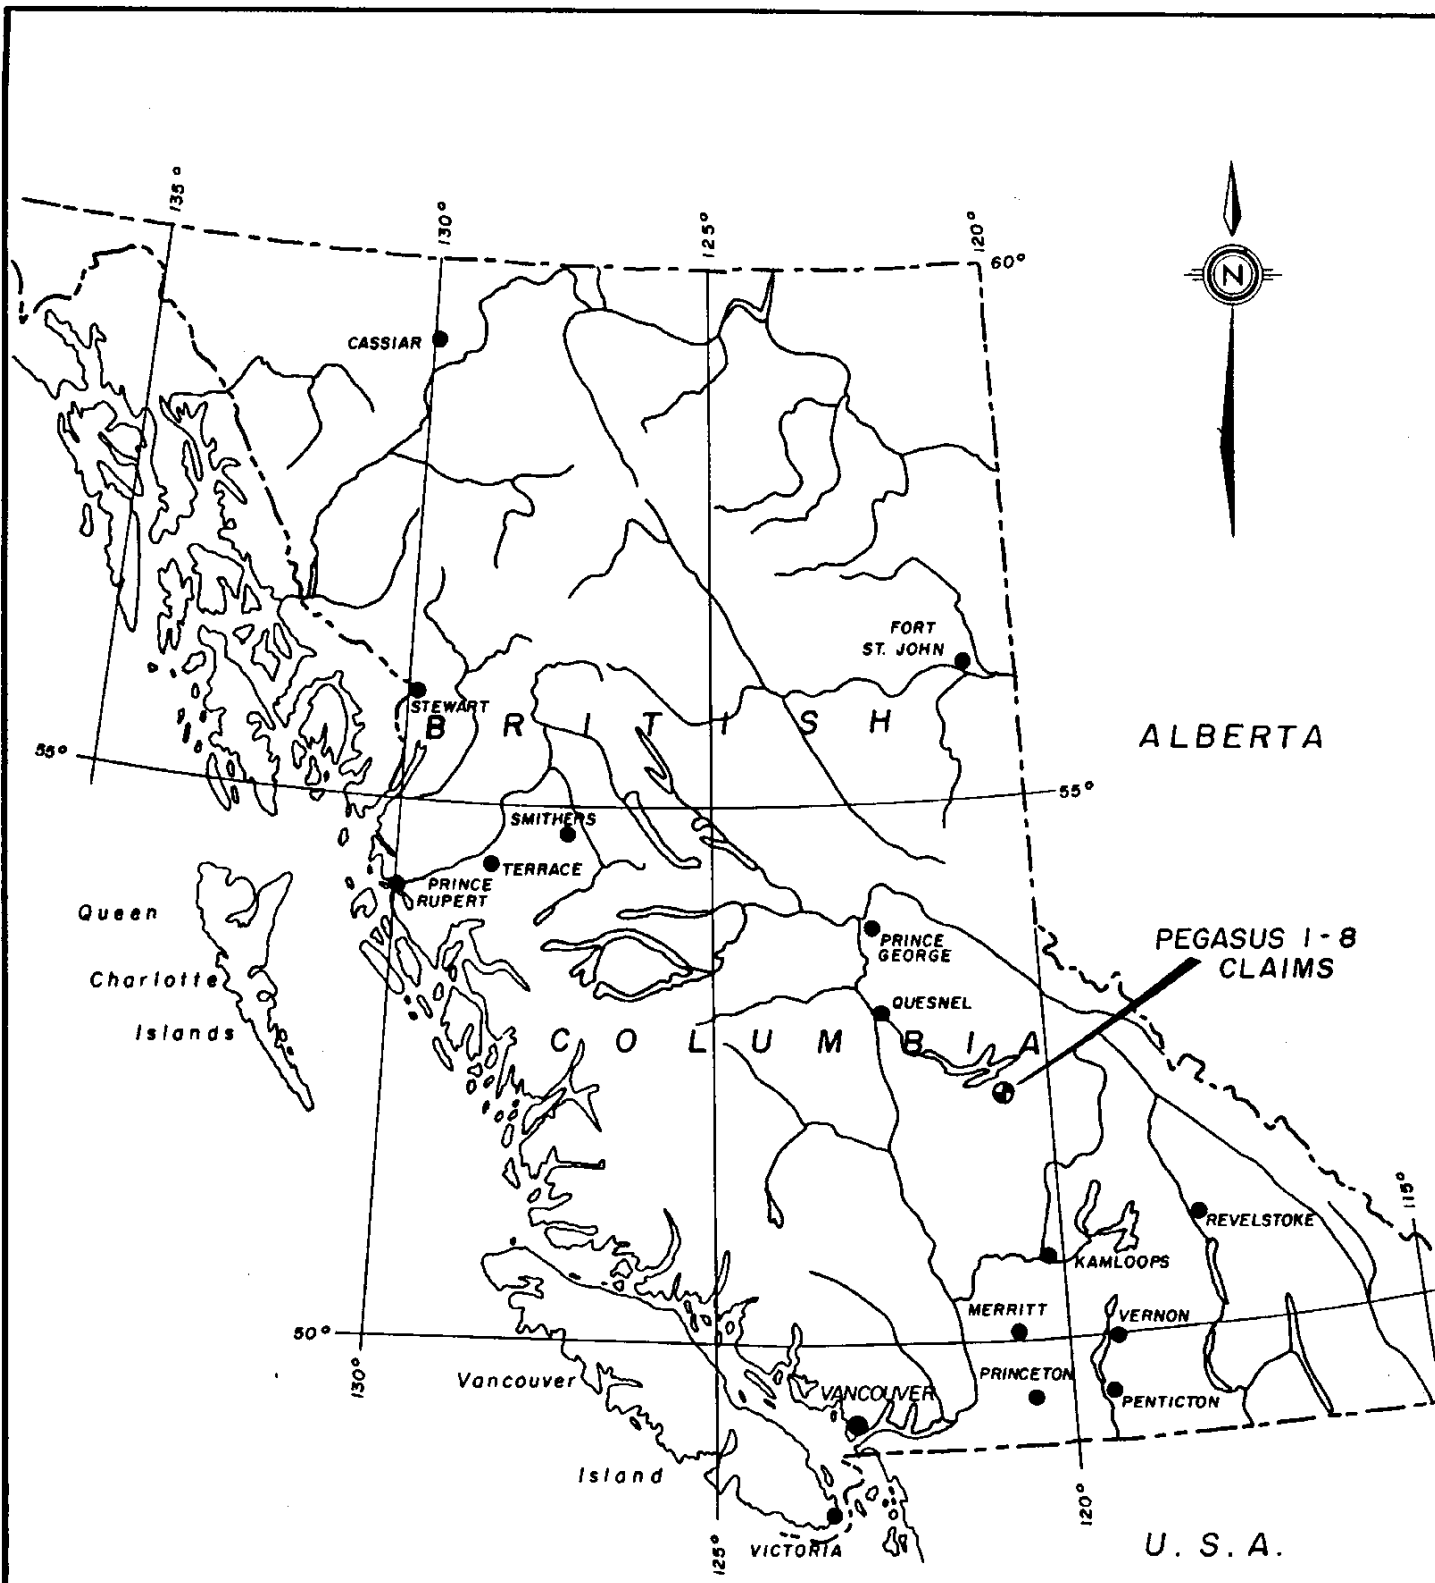 135°
130°
125°
120°
60°
N
CASSIAR
FORT
ST. JOHN
STEWART
BRITISH
ALBERTA
55°
55°
SMITHERS
TERRACE
PRINCE
RUPERT
Queen
Charlotte
Islands
PRINCE
GEORGE
PEGASUS 1-8
CLAIMS
QUESNEL
COLUMBIA
115°
REVELSTOKE
KAMLOOPS
MERRITT
VERNON
50°
130°
Vancouver
Island
PRINCETON
VANCOUVER
PENTICTON
120°
125°
VICTORIA
U.S.A.